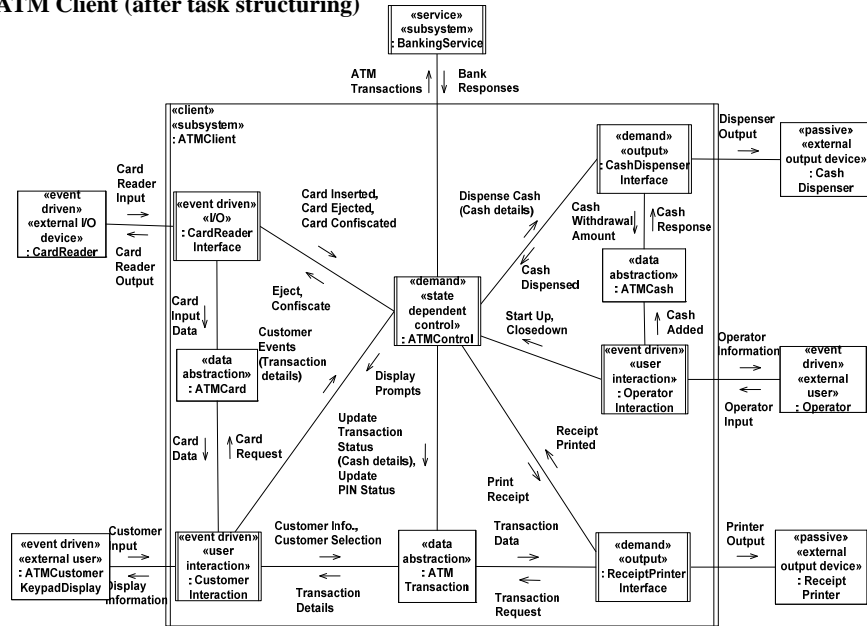 ATM Client (after task structuring)
«service»
«subsystem»
: BankingService
ATM
Transactions
Bank
Responses
«client»
«subsystem»
: ATMClient
«demand»
«output»
: CashDispenser
Interface
Dispenser
Output
«passive»
«external
output device»
: Cash
Dispenser
Card
Reader
Input
«event
driven»
«external I/O
device»
: CardReader
Card
Reader
Output
«event driven»
«I/O»
: CardReader
Interface
Card Inserted,
Card Ejected,
Card Confiscated
Eject,
Confiscate
Dispense Cash
(Cash details)
Cash
Dispensed
Cash
Withdrawal
Amount
Cash
Response
«data
abstraction»
: ATMCash
Cash
Added
«demand»
«state
dependent
control»
: ATMControl
Start Up,
Closedown
«event driven»
«user
interaction»
: Operator
Interaction
Operator
Information
Operator
Input
«event
driven»
«external
user»
: Operator
Card
Input
Data
«data
abstraction»
: ATMCard
Customer
Events
(Transaction
details)
Display
Prompts
Card
Data
Card
Request
Update
Transaction
Status
(Cash details),
Update
PIN Status
Receipt
Printed
Print
Receipt
«event driven»
«external user»
: ATMCustomer
KeypadDisplay
Customer
Input
Display
Information
«event driven»
«user
interaction»
: Customer
Interaction
Customer Info.,
Customer Selection
Transaction
Details
«data
abstraction»
: ATM
Transaction
Transaction
Data
Transaction
Request
«demand»
«output»
: ReceiptPrinter
Interface
Printer
Output
«passive»
«external
output device»
: Receipt
Printer